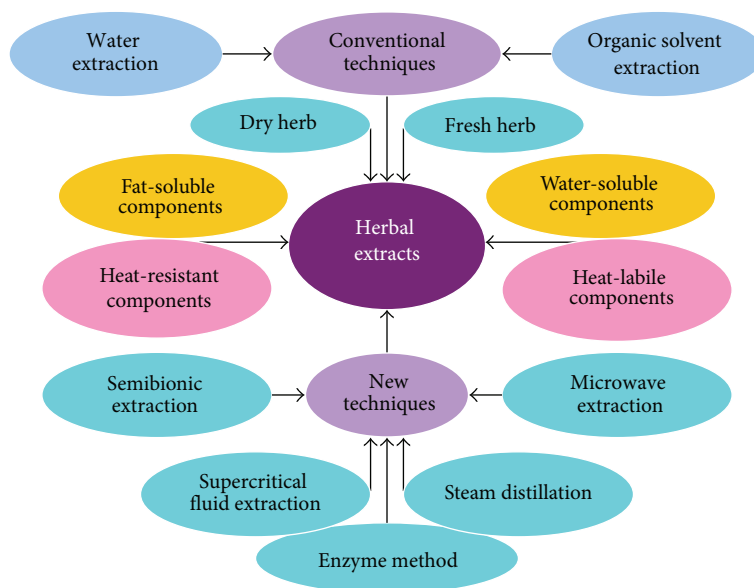 Water
extraction
Conventional
techniques
Organic solvent
extraction
Dry herb
Fresh herb
Fat-soluble
components
Water-soluble
components
Herbal
extracts
Heat-resistant
components
Heat-labile
components
Semibionic
extraction
New
techniques
Microwave
extraction
Supercritical
fluid extraction
Steam distillation
Enzyme method